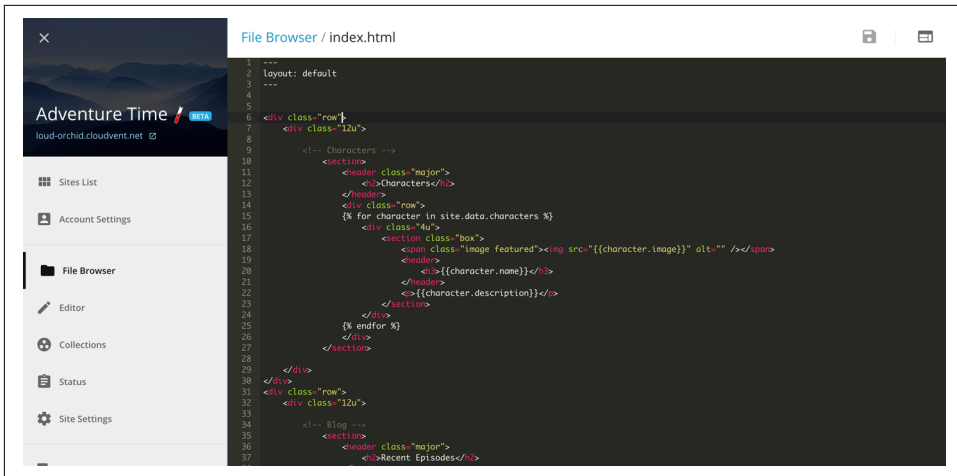 File Browser / index.html
Adventure Time BETA
loud-orchid.cloudvent.net
Sites List
Account Settings
File Browser
Editor
Collections
Status
Site Settings
1 ---
2 layout: default
3 ---
4
5
6 <div class="row">
7 <div class="12u">
8
9 <!-- Characters -->
10 <section>
11 <header class="major">
12 <h2>Characters</h2>
13 </header>
14 <div class="row">
15 {% for character in site.data.characters %}
16 <div class="4u">
17 <section class="box">
18 <span class="image featured"><img src="{{character.image}}" alt="" /></span>
19 <header>
20 <h3>{{character.name}}</h3>
21 </header>
22 <p>{{character.description}}</p>
23 </section>
24 </div>
25 {% endfor %}
26 </div>
27 </section>
28
29 </div>
30 </div>
31 <div class="row">
32 <div class="12u">
33
34 <!-- Blog -->
35 <section>
36 <header class="major">
37 <h2>Recent Episodes</h2>